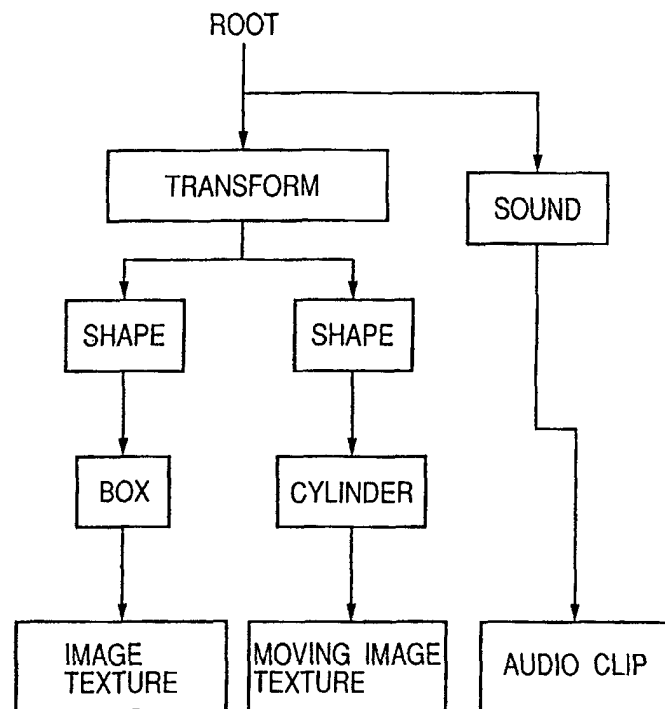 ROOT
TRANSFORM
SOUND
SHAPE
SHAPE
BOX
CYLINDER
IMAGE
TEXTURE
MOVING IMAGE
TEXTURE
AUDIO CLIP